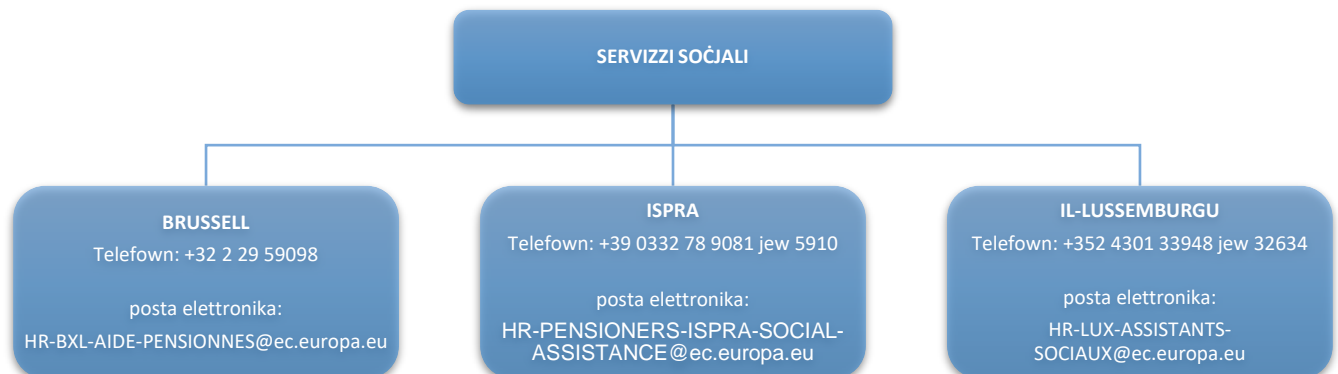 SERVIZZI SOĊJALI
BRUSSELL
Telefown: +32 2 29 59098
posta elettronika:
HR-BXL-AIDE-PENSIONNES@ec.europa.eu
ISPRA
Telefown: +39 0332 78 9081 jew 5910
posta elettronika:
HR-PENSIONERS-ISPRA-SOCIAL-
ASSISTANCE@ec.europa.eu
IL-LUSSEMBURGU
Telefown: +352 4301 33948 jew 32634
posta elettronika:
HR-LUX-ASSISTANTS-
SOCIAUX@ec.europa.eu